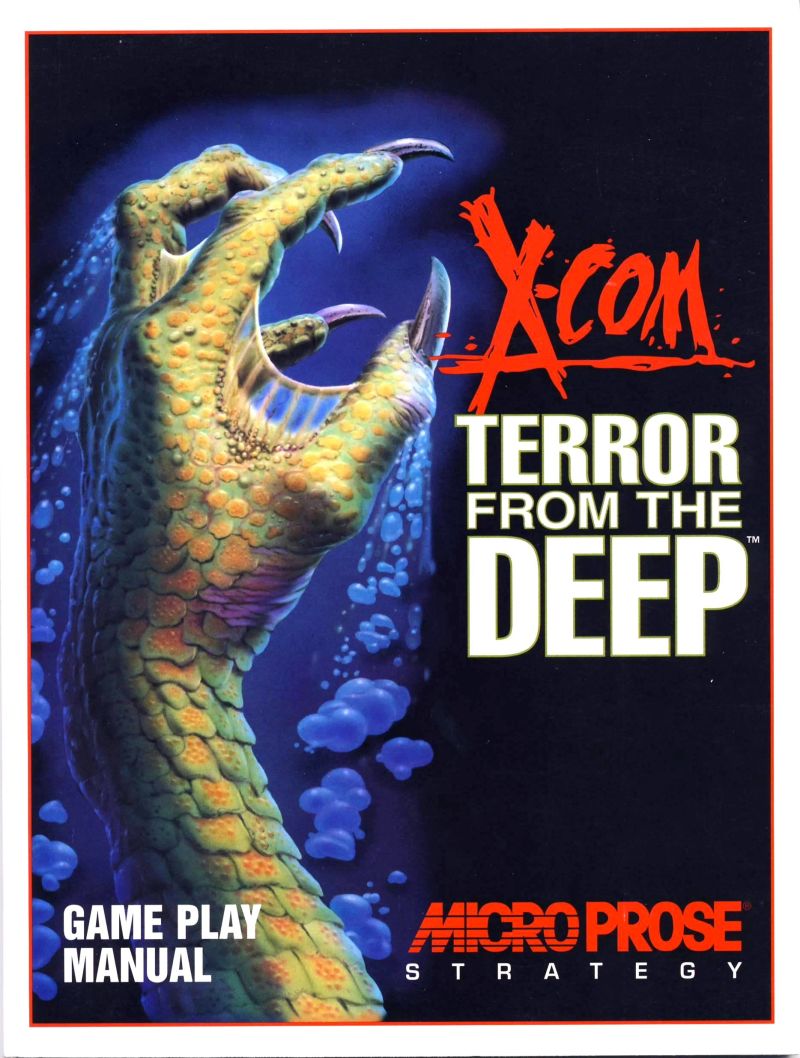 X-COM
TERROR
FROM THE
DEEP™
GAME PLAY
MANUAL
MICROPROSE®
STRATEGY